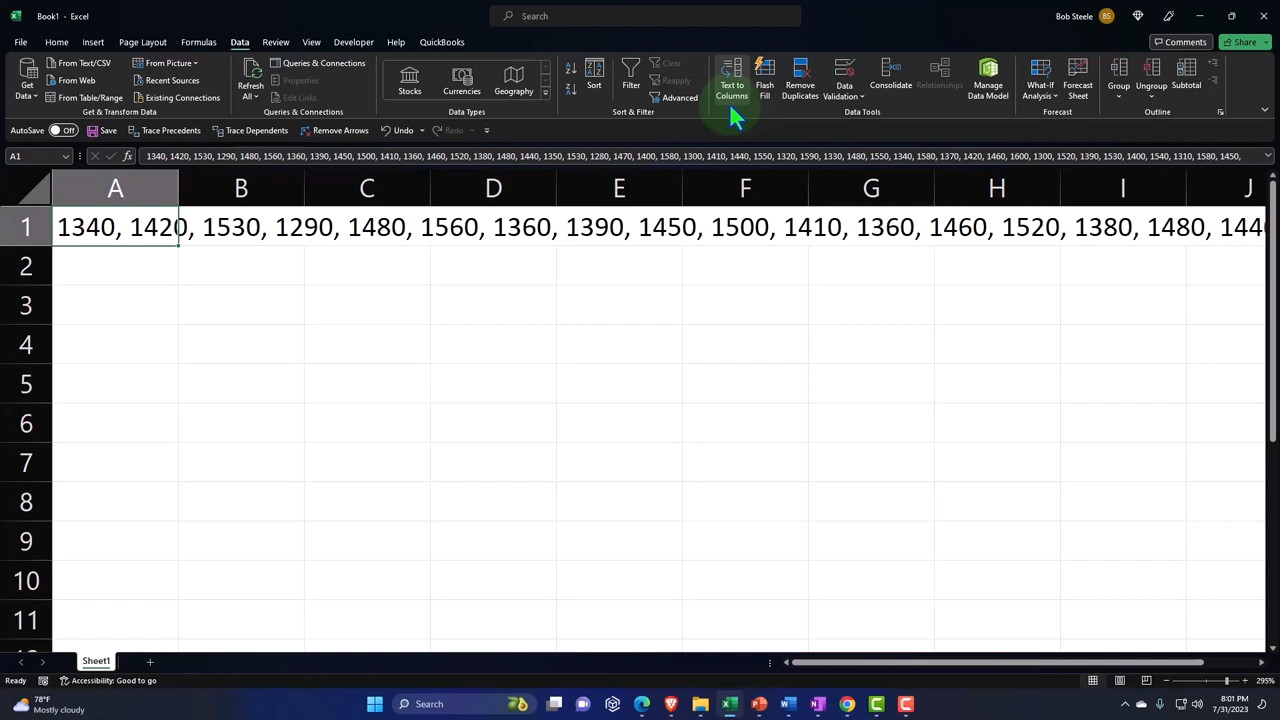 Book1 - Excel
Search
Bob Steele BS
File Home Insert Page Layout Formulas Data Review View Developer Help QuickBooks
Comments Share
Get Data
From Text/CSV
From Web
From Table/Range
From Picture
Recent Sources
Existing Connections
Get & Transform Data
Refresh All
Queries & Connections
Properties
Edit Links
Queries & Connections
Stocks
Currencies
Geography
Data Types
Sort
Filter
Clear
Reapply
Advanced
Sort & Filter
Text to Columns
Flash Fill
Remove Duplicates
Data Validation
Consolidate
Relationships
Manage Data Model
Data Tools
What-If Analysis
Forecast Sheet
Forecast
Group
Ungroup
Subtotal
Outline
AutoSave Off Save Trace Precedents Trace Dependents Remove Arrows Undo Redo
A1 fx 1340, 1420, 1530, 1290, 1480, 1560, 1360, 1390, 1450, 1500, 1410, 1360, 1460, 1520, 1380, 1480, 1440, 1350, 1530, 1280, 1470, 1400, 1580, 1300, 1410, 1440, 1550, 1320, 1590, 1330, 1480, 1550, 1340, 1580, 1370, 1420, 1460, 1600, 1300, 1520, 1390, 1530, 1400, 1540, 1310, 1580, 1450,
A B C D E F G H I J
1 1340, 1420, 1530, 1290, 1480, 1560, 1360, 1390, 1450, 1500, 1410, 1360, 1460, 1520, 1380, 1480, 144
2
3
4
5
6
7
8
9
10
11
Sheet1
Ready Accessibility: Good to go 295%
78°F
Mostly cloudy
Search
8:01 PM
7/31/2023